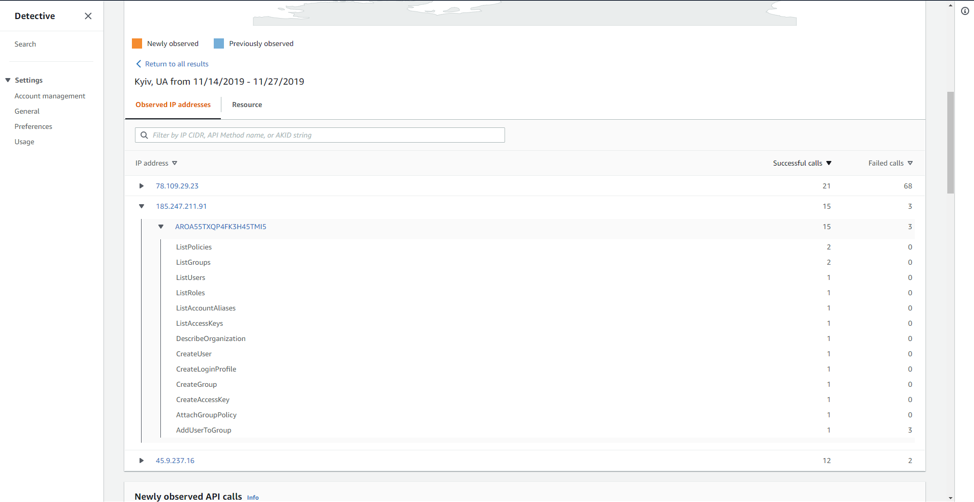 Detective
Search
Settings
Account management
General
Preferences
Usage
Newly observed Previously observed
Return to all results
Kyiv, UA from 11/14/2019 - 11/27/2019
Observed IP addresses Resource
Filter by IP CIDR, API Method name, or AKID string
IP address Successful calls Failed calls
78.109.29.23 21 68
185.247.211.91 15 3
AROA55TXQP4FK3H45TMI5 15 3
ListPolicies 2 0
ListGroups 2 0
ListUsers 1 0
ListRoles 1 0
ListAccountAliases 1 0
ListAccessKeys 1 0
DescribeOrganization 1 0
CreateUser 1 0
CreateLoginProfile 1 0
CreateGroup 1 0
CreateAccessKey 1 0
AttachGroupPolicy 1 0
AddUserToGroup 1 3
45.9.237.16 12 2
Newly observed API calls Info